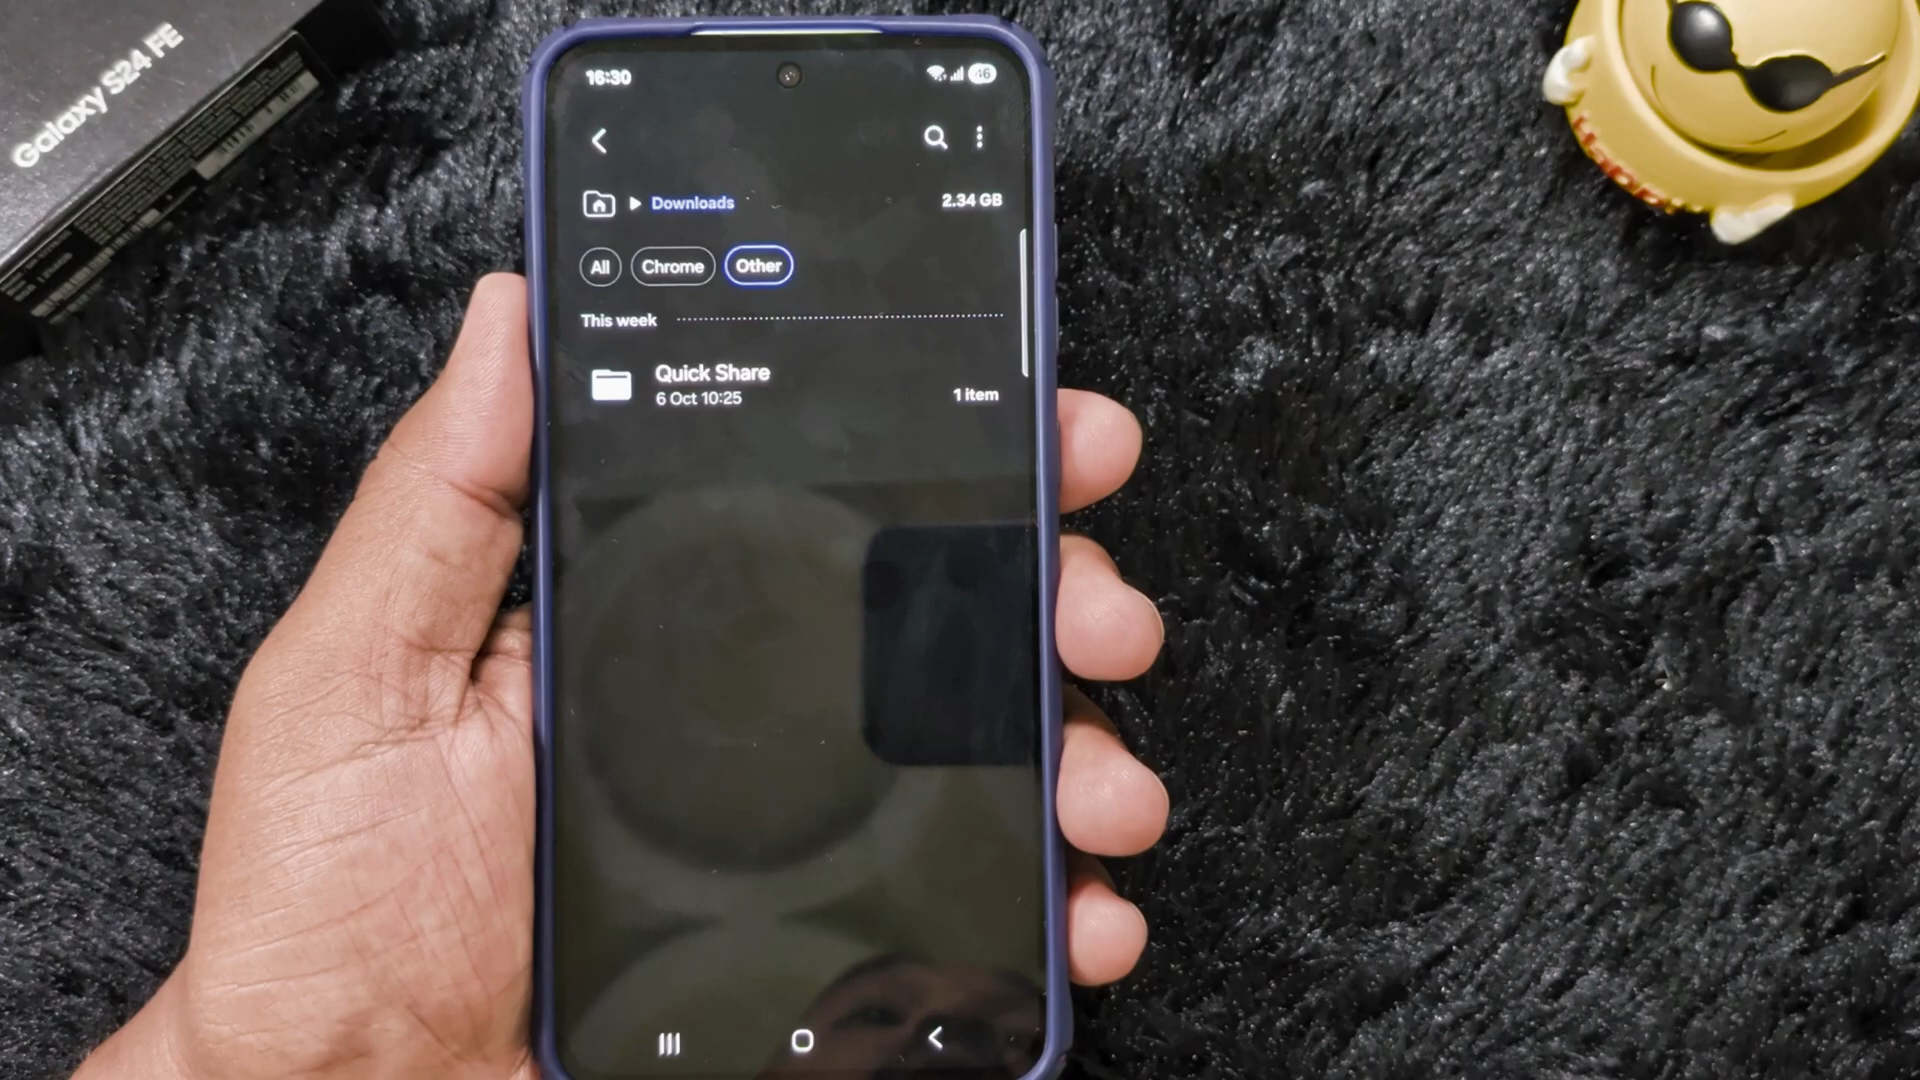 Galaxy S24 FE
16:30
46
Downloads
2.34 GB
All
Chrome
Other
This week
Quick Share
6 Oct 10:25
1 item